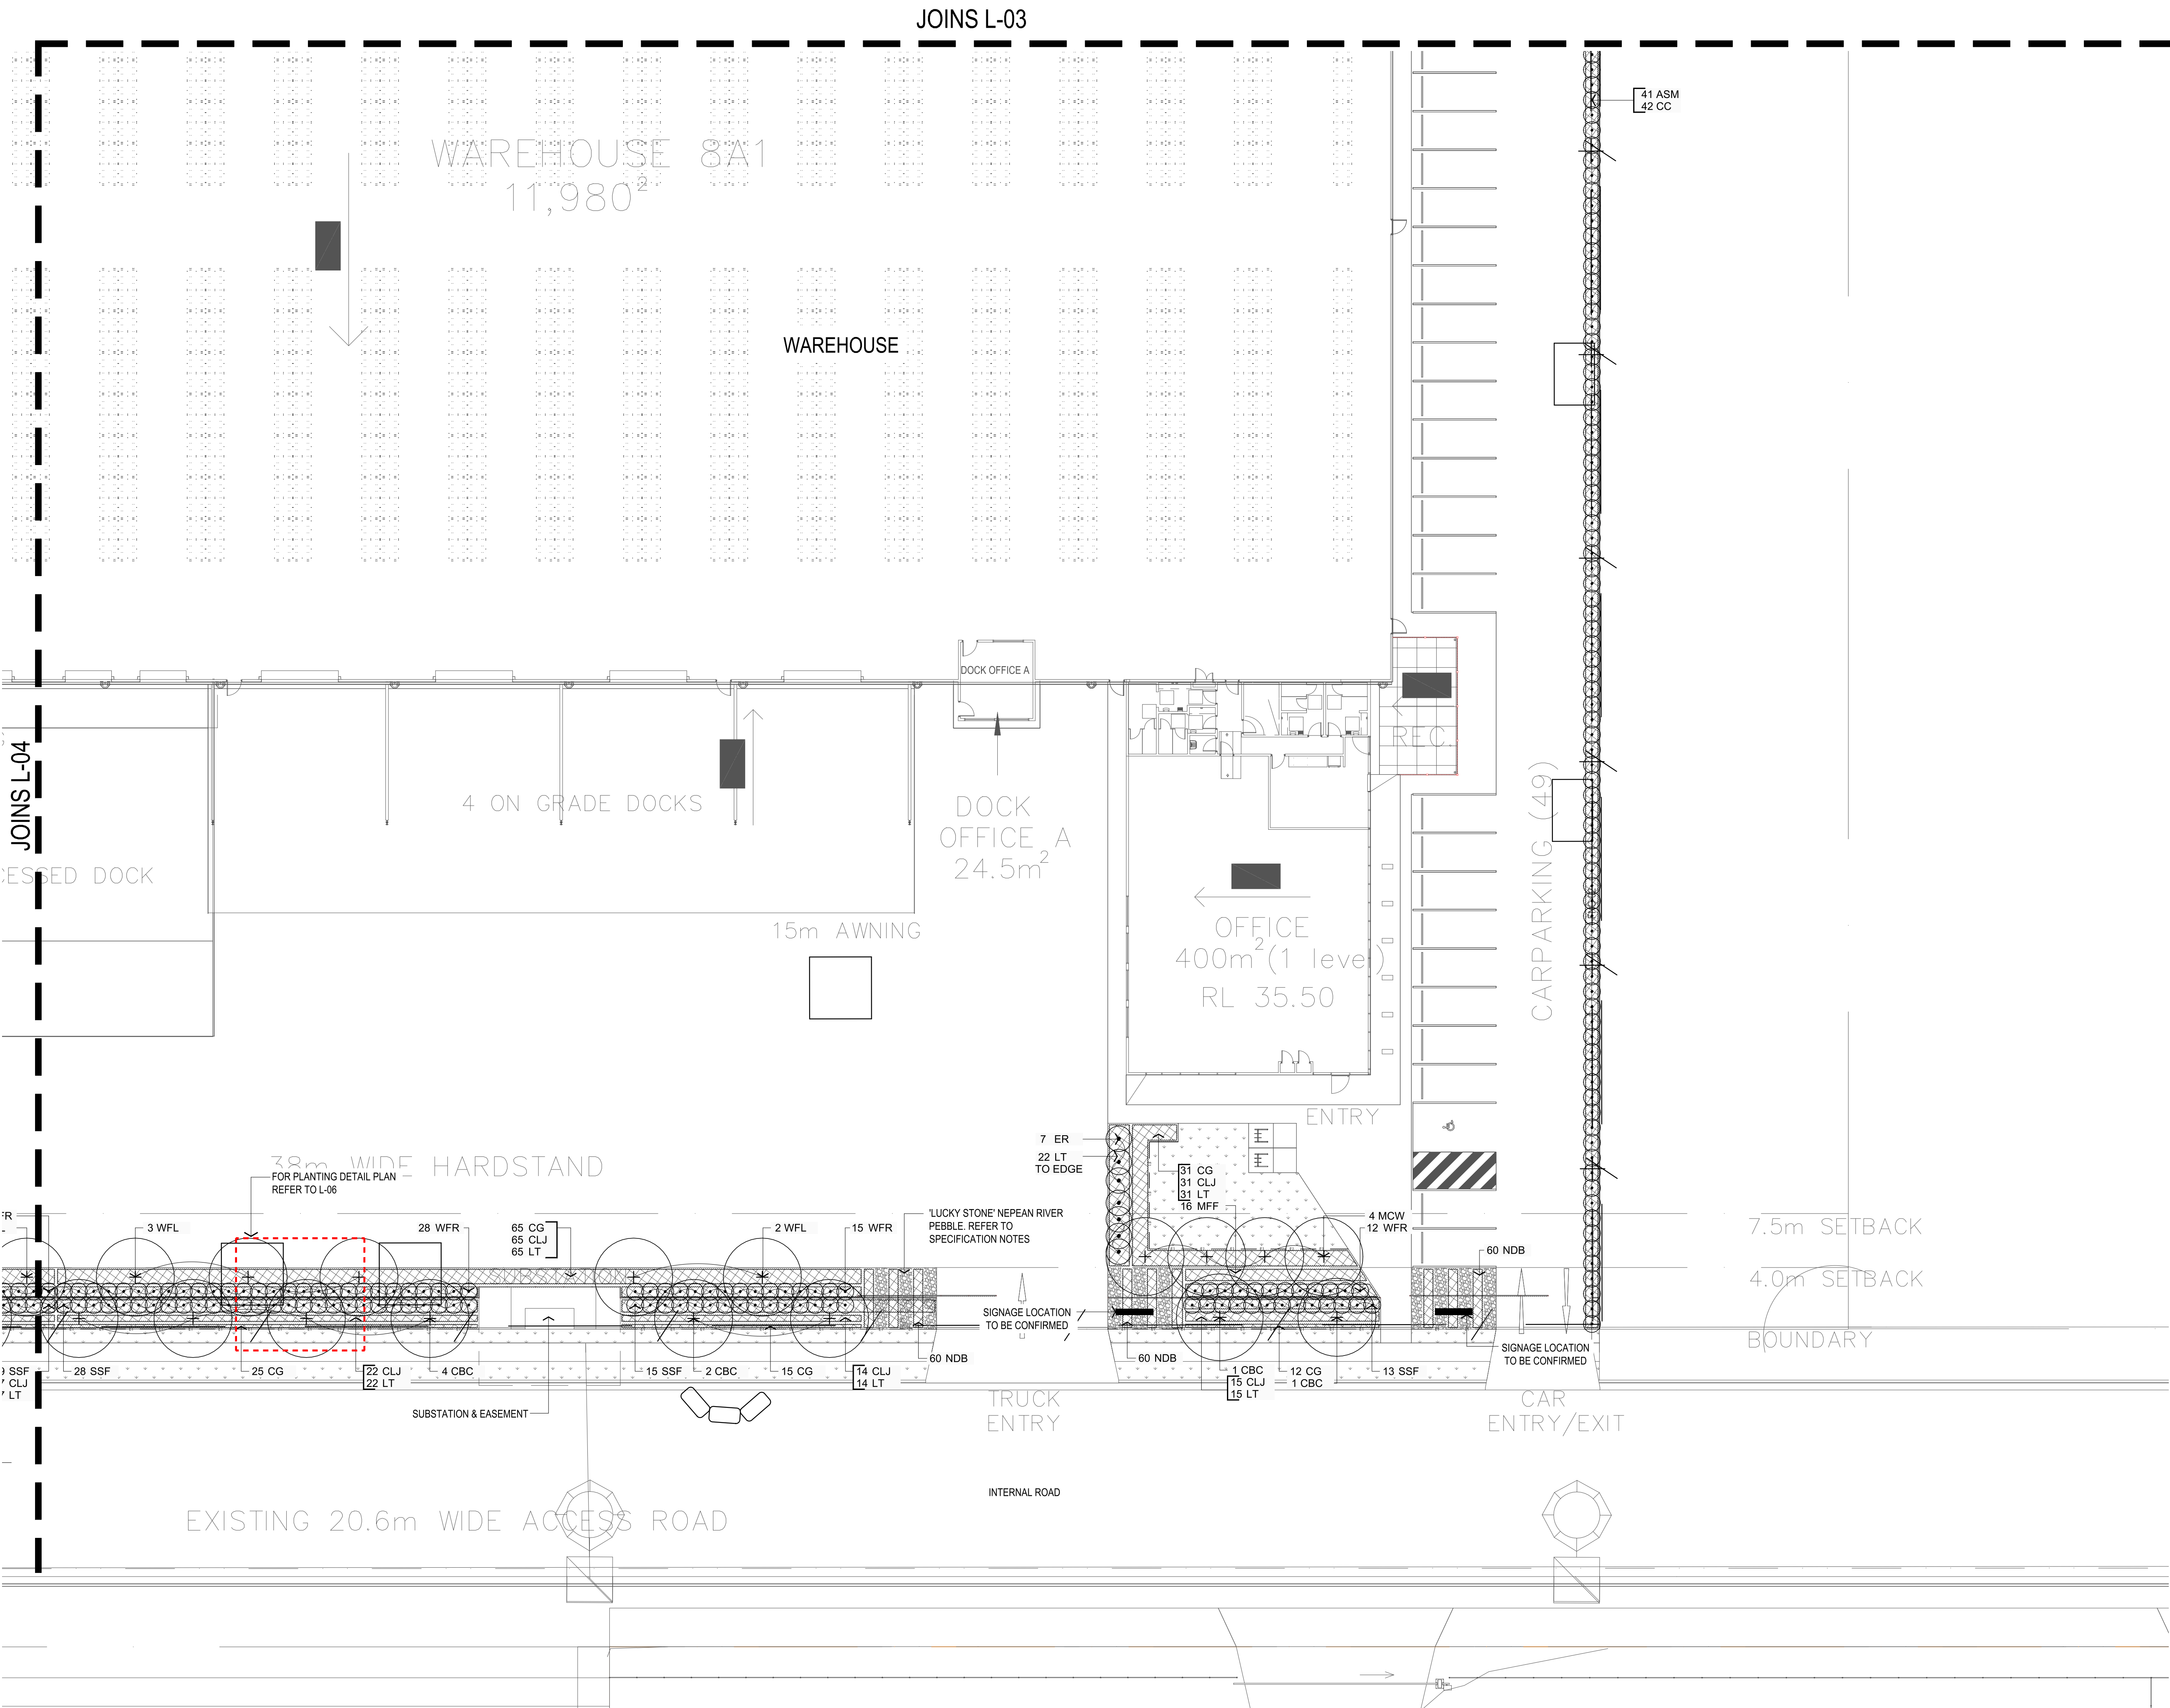 JOINS L-03
41 ASM
42 CC
WAREHOUSE 8A1
11,980²
WAREHOUSE
DOCK OFFICE A
REC.
JOINS L-04
4 ON GRADE DOCKS
DOCK
OFFICE A
24.5m²
CESSED DOCK
15m AWNING
OFFICE
400m²(1 level)
RL 35.50
CARPARKING (49)
ENTRY
7 ER
22 LT
TO EDGE
38m WIDE HARDSTAND
FOR PLANTING DETAIL PLAN
REFER TO L-06
31 CG
31 CLJ
31 LT
16 MFF
'LUCKY STONE' NEPEAN RIVER
PEBBLE. REFER TO
SPECIFICATION NOTES
FR
3 WFL
28 WFR
65 CG
65 CLJ
65 LT
2 WFL
15 WFR
4 MCW
12 WFR
7.5m SETBACK
60 NDB
4.0m SETBACK
SIGNAGE LOCATION
TO BE CONFIRMED
BOUNDARY
SIGNAGE LOCATION
TO BE CONFIRMED
60 NDB
60 NDB
SSF
CLJ
LT
28 SSF
25 CG
22 CLJ
22 LT
4 CBC
15 SSF
2 CBC
15 CG
14 CLJ
14 LT
1 CBC
15 CLJ
15 LT
12 CG
1 CBC
13 SSF
SUBSTATION & EASEMENT
TRUCK
ENTRY
CAR
ENTRY/EXIT
INTERNAL ROAD
EXISTING 20.6m WIDE ACCESS ROAD